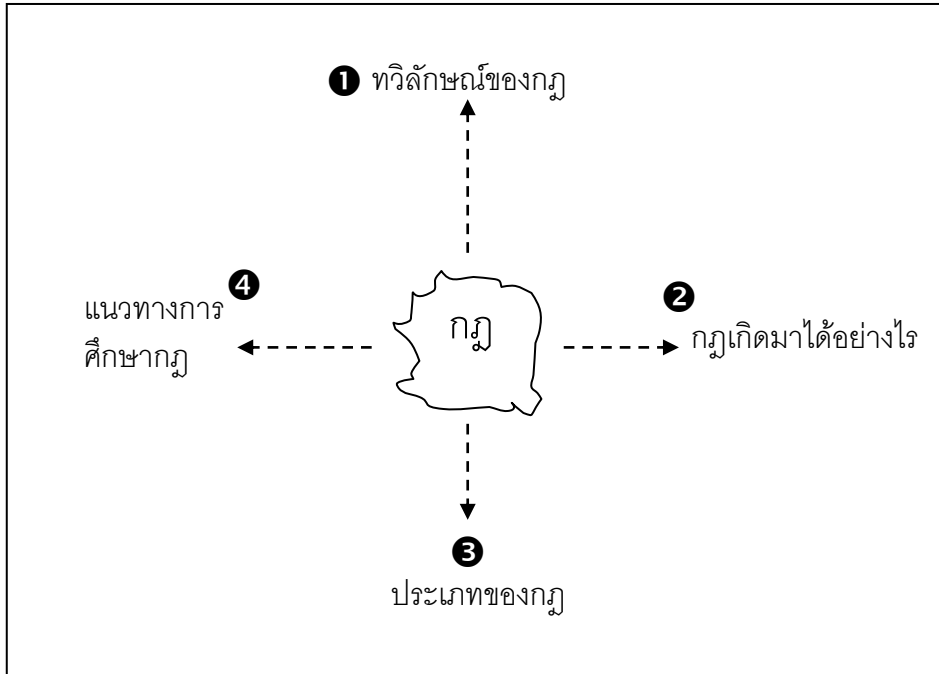 ❶ ทวิลักษณ์ของกฎ
❹
แนวทางการ
ศึกษากฎ
กฎ
❷
กฎเกิดมาได้อย่างไร
❸
ประเภทของกฎ